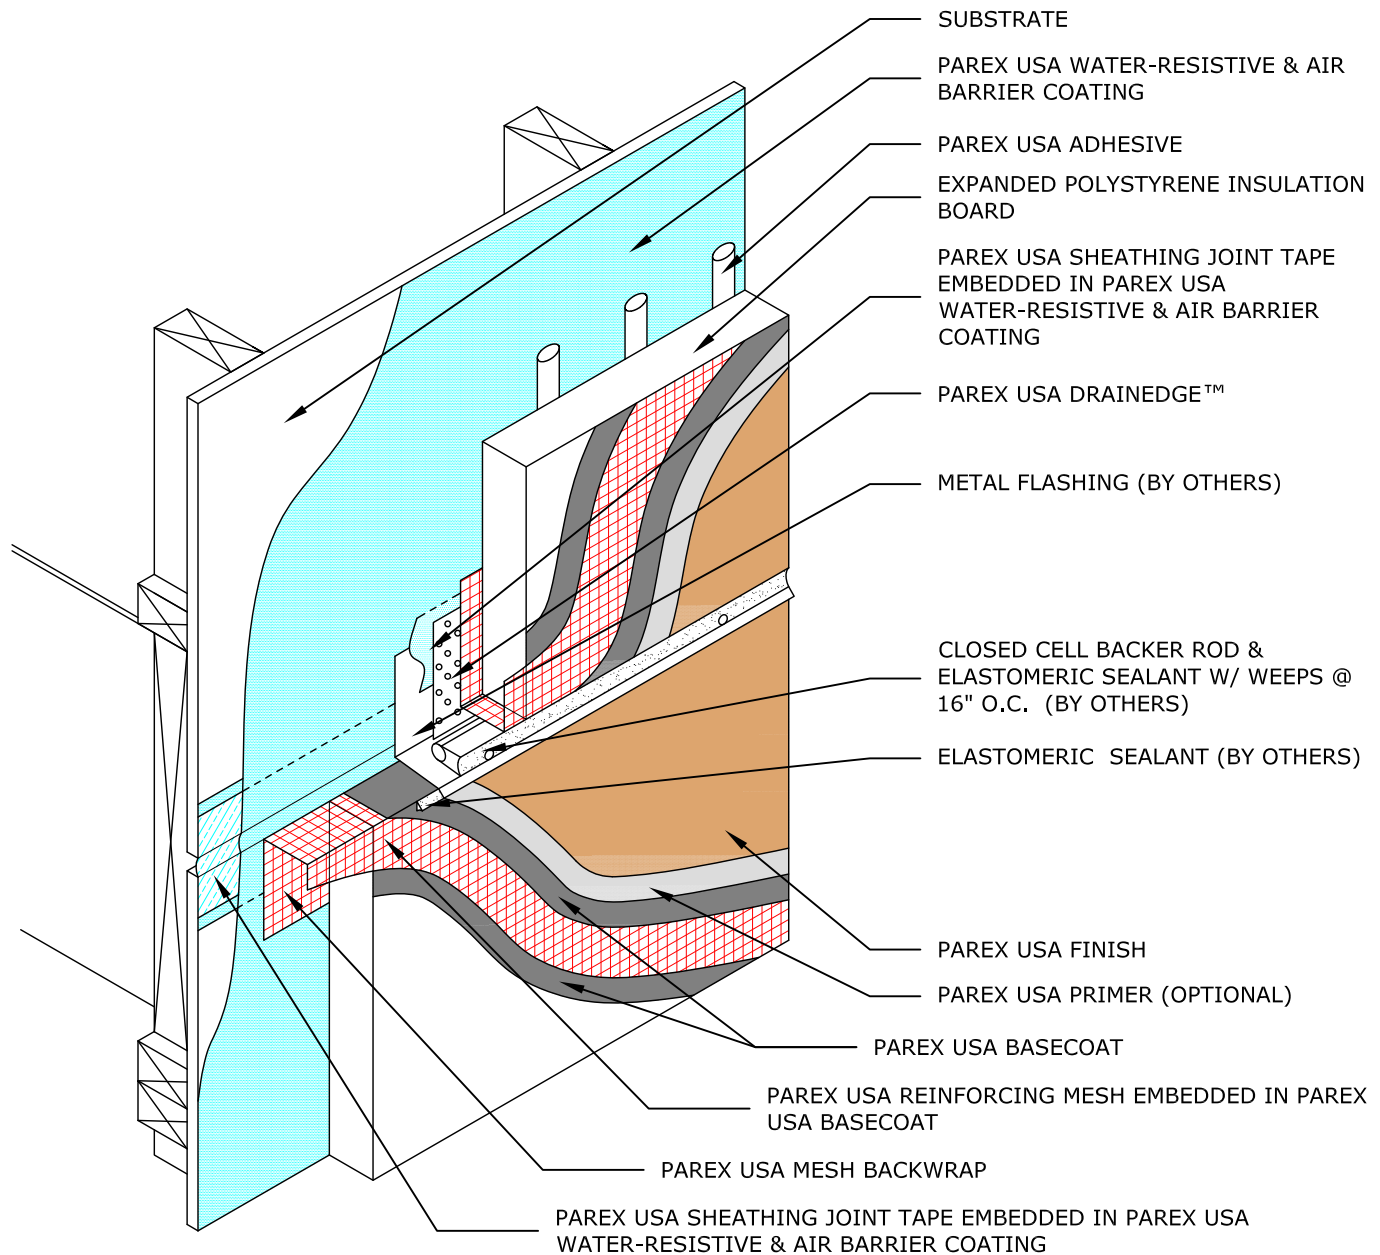 SUBSTRATE
PAREX USA WATER-RESISTIVE & AIR
BARRIER COATING
PAREX USA ADHESIVE
EXPANDED POLYSTYRENE INSULATION
BOARD
PAREX USA SHEATHING JOINT TAPE
EMBEDDED IN PAREX USA
WATER-RESISTIVE & AIR BARRIER
COATING
PAREX USA DRAINEDGE™
METAL FLASHING (BY OTHERS)
CLOSED CELL BACKER ROD &
ELASTOMERIC SEALANT W/ WEEPS @
16" O.C. (BY OTHERS)
ELASTOMERIC SEALANT (BY OTHERS)
PAREX USA FINISH
PAREX USA PRIMER (OPTIONAL)
PAREX USA BASECOAT
PAREX USA REINFORCING MESH EMBEDDED IN PAREX
USA BASECOAT
PAREX USA MESH BACKWRAP
PAREX USA SHEATHING JOINT TAPE EMBEDDED IN PAREX USA
WATER-RESISTIVE & AIR BARRIER COATING